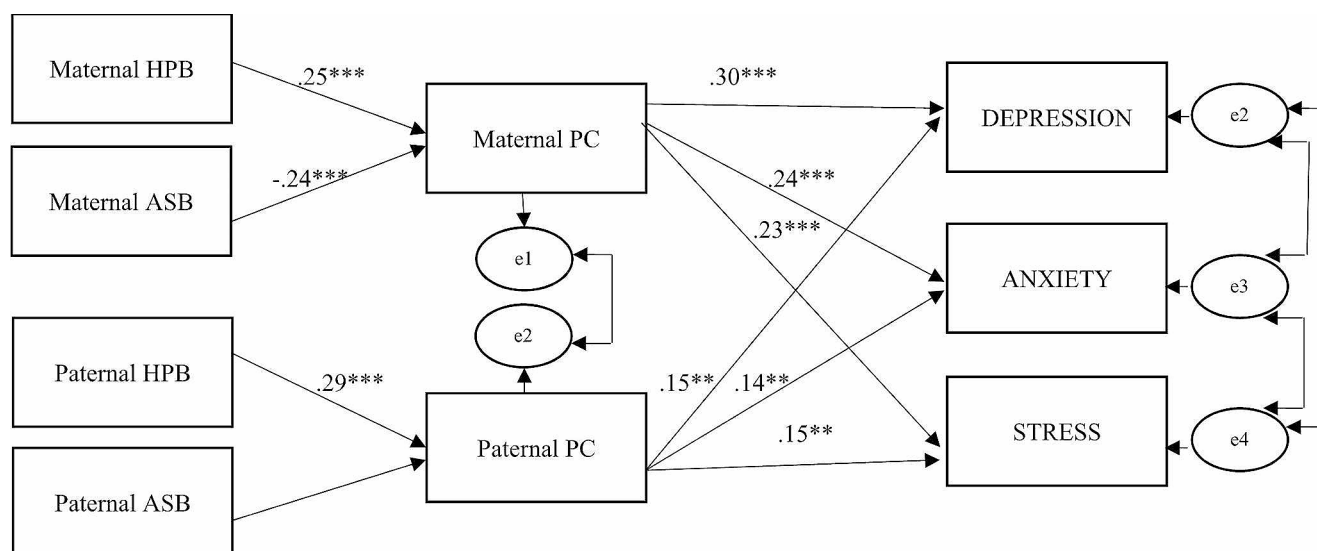 Maternal HPB
.25***
Maternal PC
.30***
DEPRESSION
e2
Maternal ASB
-.24***
.24***
.23***
e1
ANXIETY
e3
e2
Paternal HPB
.29***
.15**
.14**
Paternal PC
.15**
STRESS
e4
Paternal ASB